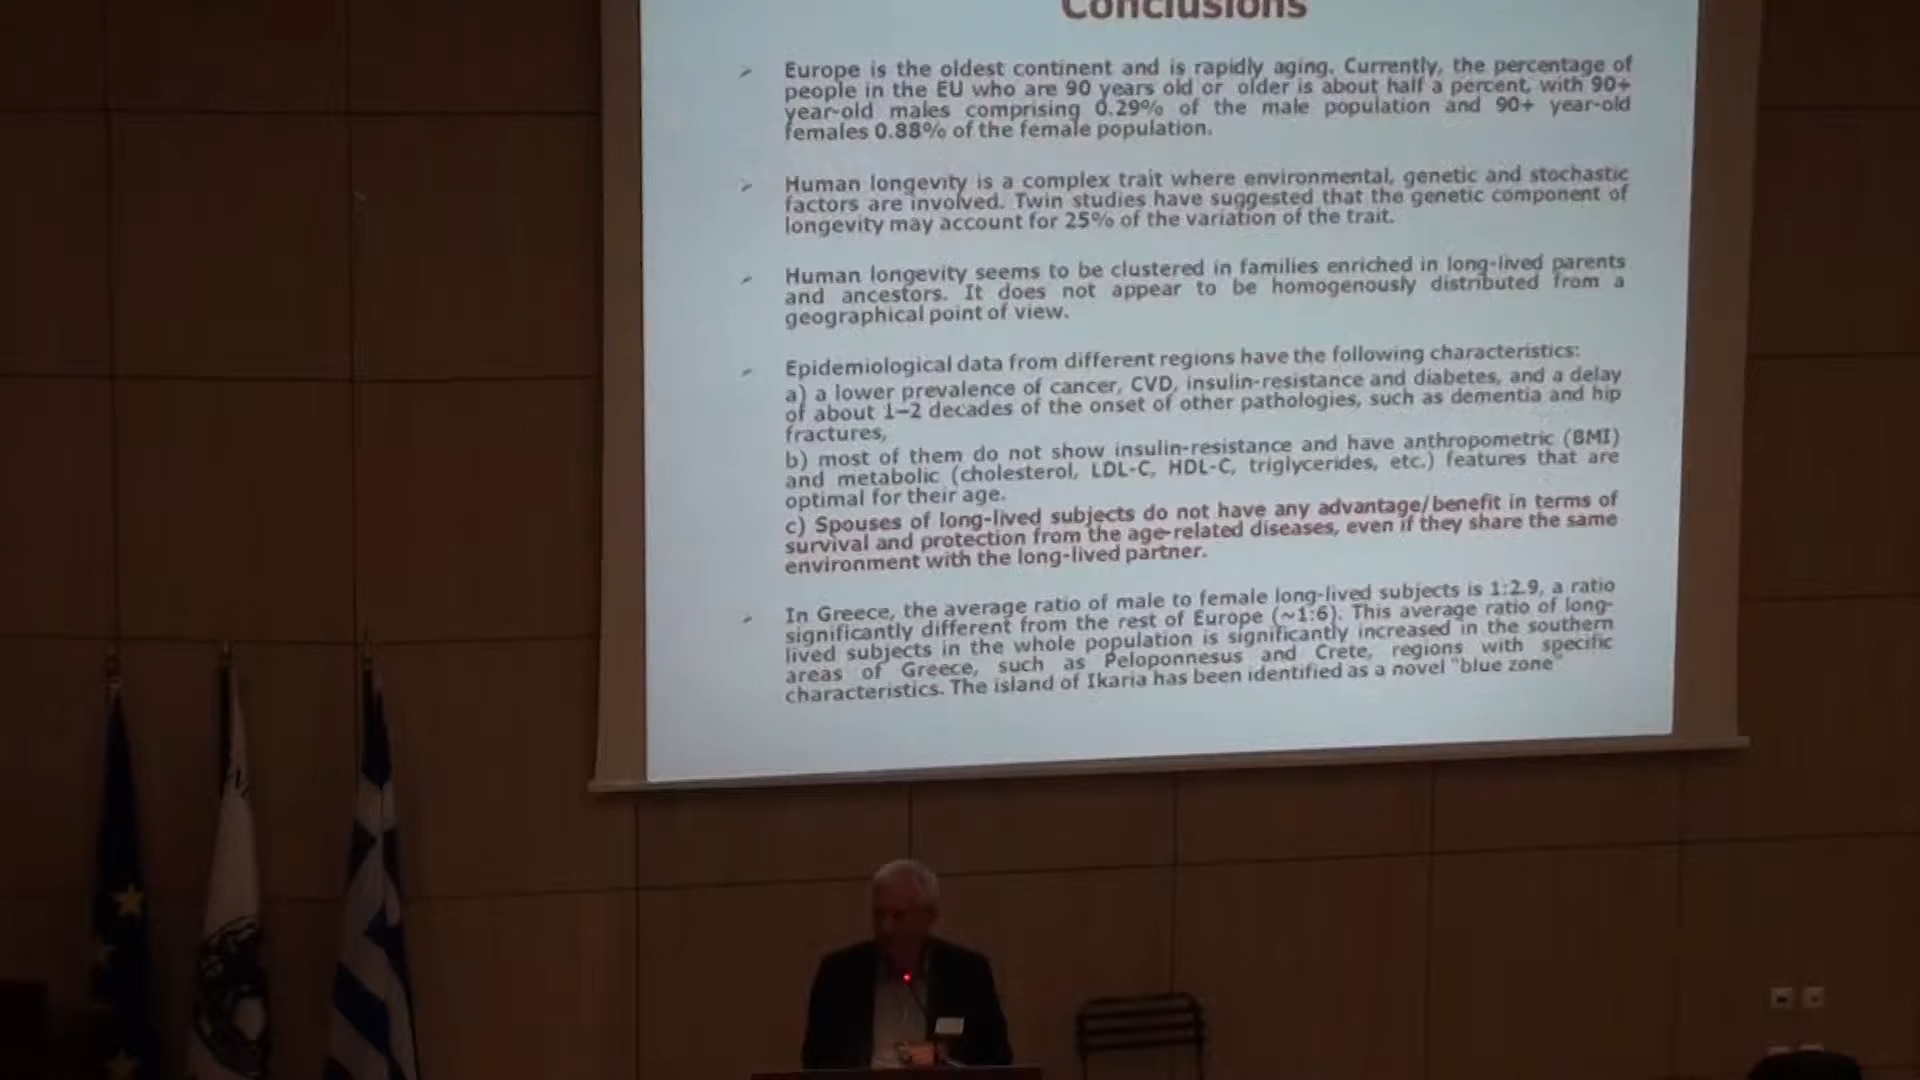 Conclusions
Europe is the oldest continent and is rapidly aging. Currently, the percentage of
people in the EU who are 90 years old or older is about half a percent, with 90+
year-old males comprising 0.29% of the male population and 90+ year-old
females 0.88% of the female population.
Human longevity is a complex trait where environmental, genetic and stochastic
factors are involved. Twin studies have suggested that the genetic component of
longevity may account for 25% of the variation of the trait.
Human longevity seems to be clustered in families enriched in long-lived parents
and ancestors. It does not appear to be homogenously distributed from a
geographical point of view.
Epidemiological data from different regions have the following characteristics:
a) a lower prevalence of cancer, CVD, insulin-resistance and diabetes, and a delay
of about 1–2 decades of the onset of other pathologies, such as dementia and hip
fractures,
b) most of them do not show insulin-resistance and have anthropometric (BMI)
and metabolic (cholesterol, LDL-C, HDL-C, triglycerides, etc.) features that are
optimal for their age.
c) Spouses of long-lived subjects do not have any advantage/benefit in terms of
survival and protection from the age-related diseases, even if they share the same
environment with the long-lived partner.
In Greece, the average ratio of male to female long-lived subjects is 1:2.9, a ratio
significantly different from the rest of Europe (~1:6). This average ratio of long-
lived subjects in the whole population is significantly increased in the southern
areas of Greece, such as Peloponnesus and Crete, regions with specific
characteristics. The island of Ikaria has been identified as a novel "blue zone"